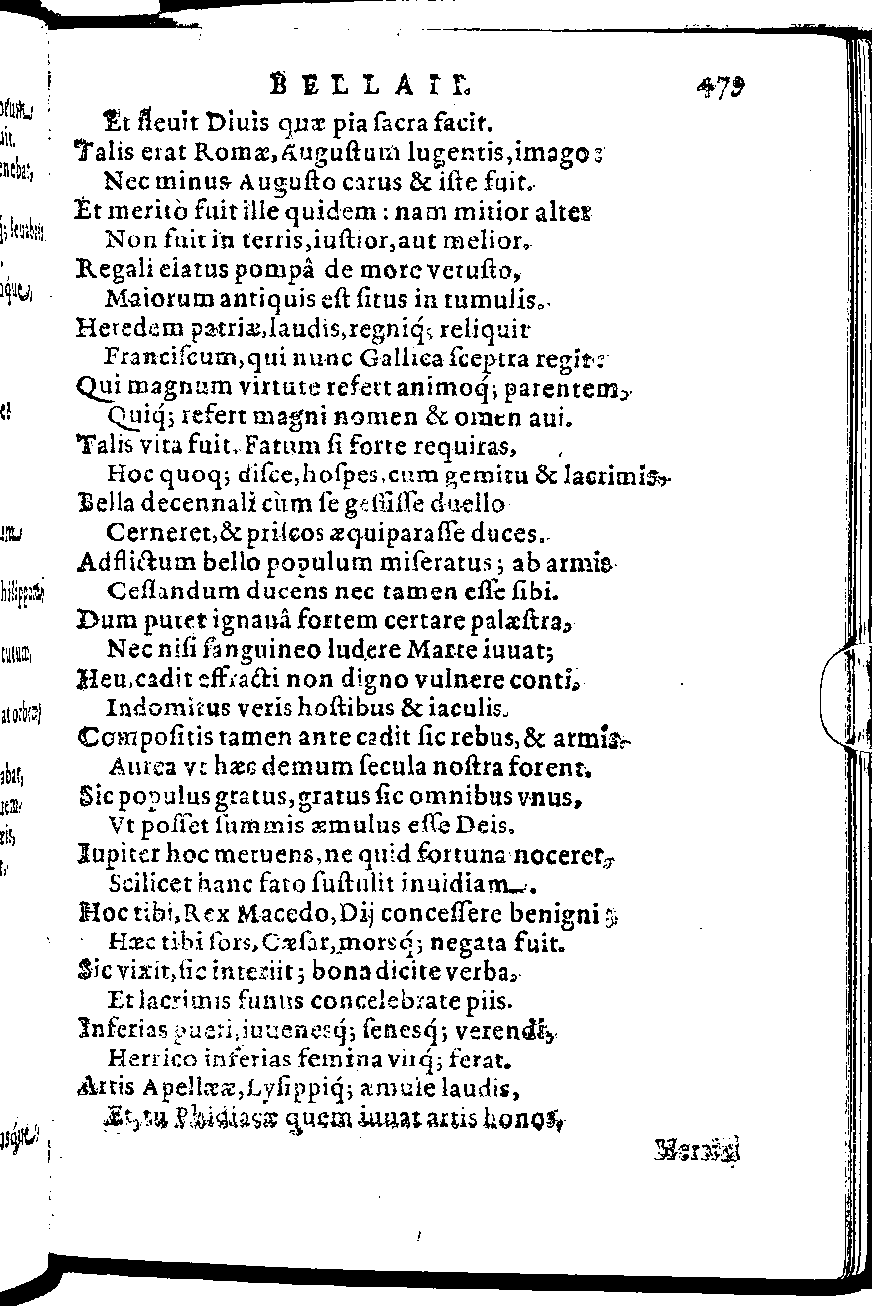 BELLAII. 479
Et fleuit Diuis quæ pia ſacra facit.
Talis erat Romæ, Auguſtum lugentis, imago:
Nec minus Auguſto carus & iſte fuit.
Et meritò fuit ille quidem : nam mitior alter
Non fuit in terris, iuſtior, aut melior.
Regali elatus pompâ de more vetuſto,
Maiorum antiquis eſt ſitus in tumulis.
Heredem patriæ, laudis, regniq́; reliquit
Franciſcum, qui nunc Gallica ſceptra regit:
Qui magnum virtute refert animoq́; parentem,
Quiq́; refert magni nomen & omen aui.
Talis vita fuit. Fatum ſi forte requiras,
Hoc quoq; diſce, hoſpes, cum gemitu & lacrimis.
Bella decennali cùm ſe geſſiſſe duello
Cerneret, & priſcos æquiparaſſe duces.
Adflictum bello populum miſeratus; ab armis
Ceſſandum ducens nec tamen eſſe ſibi.
Dum putet ignauâ fortem certare palæſtra,
Nec niſi ſanguineo ludere Marte iuuat;
Heu, cadit effracti non digno vulnere conti,
Indomitus veris hoſtibus & iaculis.
Compoſitis tamen ante cadit ſic rebus, & armis
Aurea vt hæc demum ſecula noſtra forent.
Sic populus gratus, gratus ſic omnibus vnus,
Vt poſſet ſummis æmulus eſſe Deis.
Iupiter hoc metuens, ne quid fortuna noceret,
Scilicet hanc fato ſuſtulit inuidiam.
Hoc tibi, Rex Macedo, Dij conceſſere benigni;
Hæc tibi ſors, Cæſar, morsq́; negata fuit.
Sic vixit, ſic interiit; bona dicite verba,
Et lacrimis funus concelebrate piis.
Inferias pueri, iuuenesq́; ſenesq́; verendi,
Herrico inferias femina virq́; ferat.
Artis Apellææ, Lyſippiq́; æmule laudis,
Et, tu Phidiacæ quem iuuat artis honos,